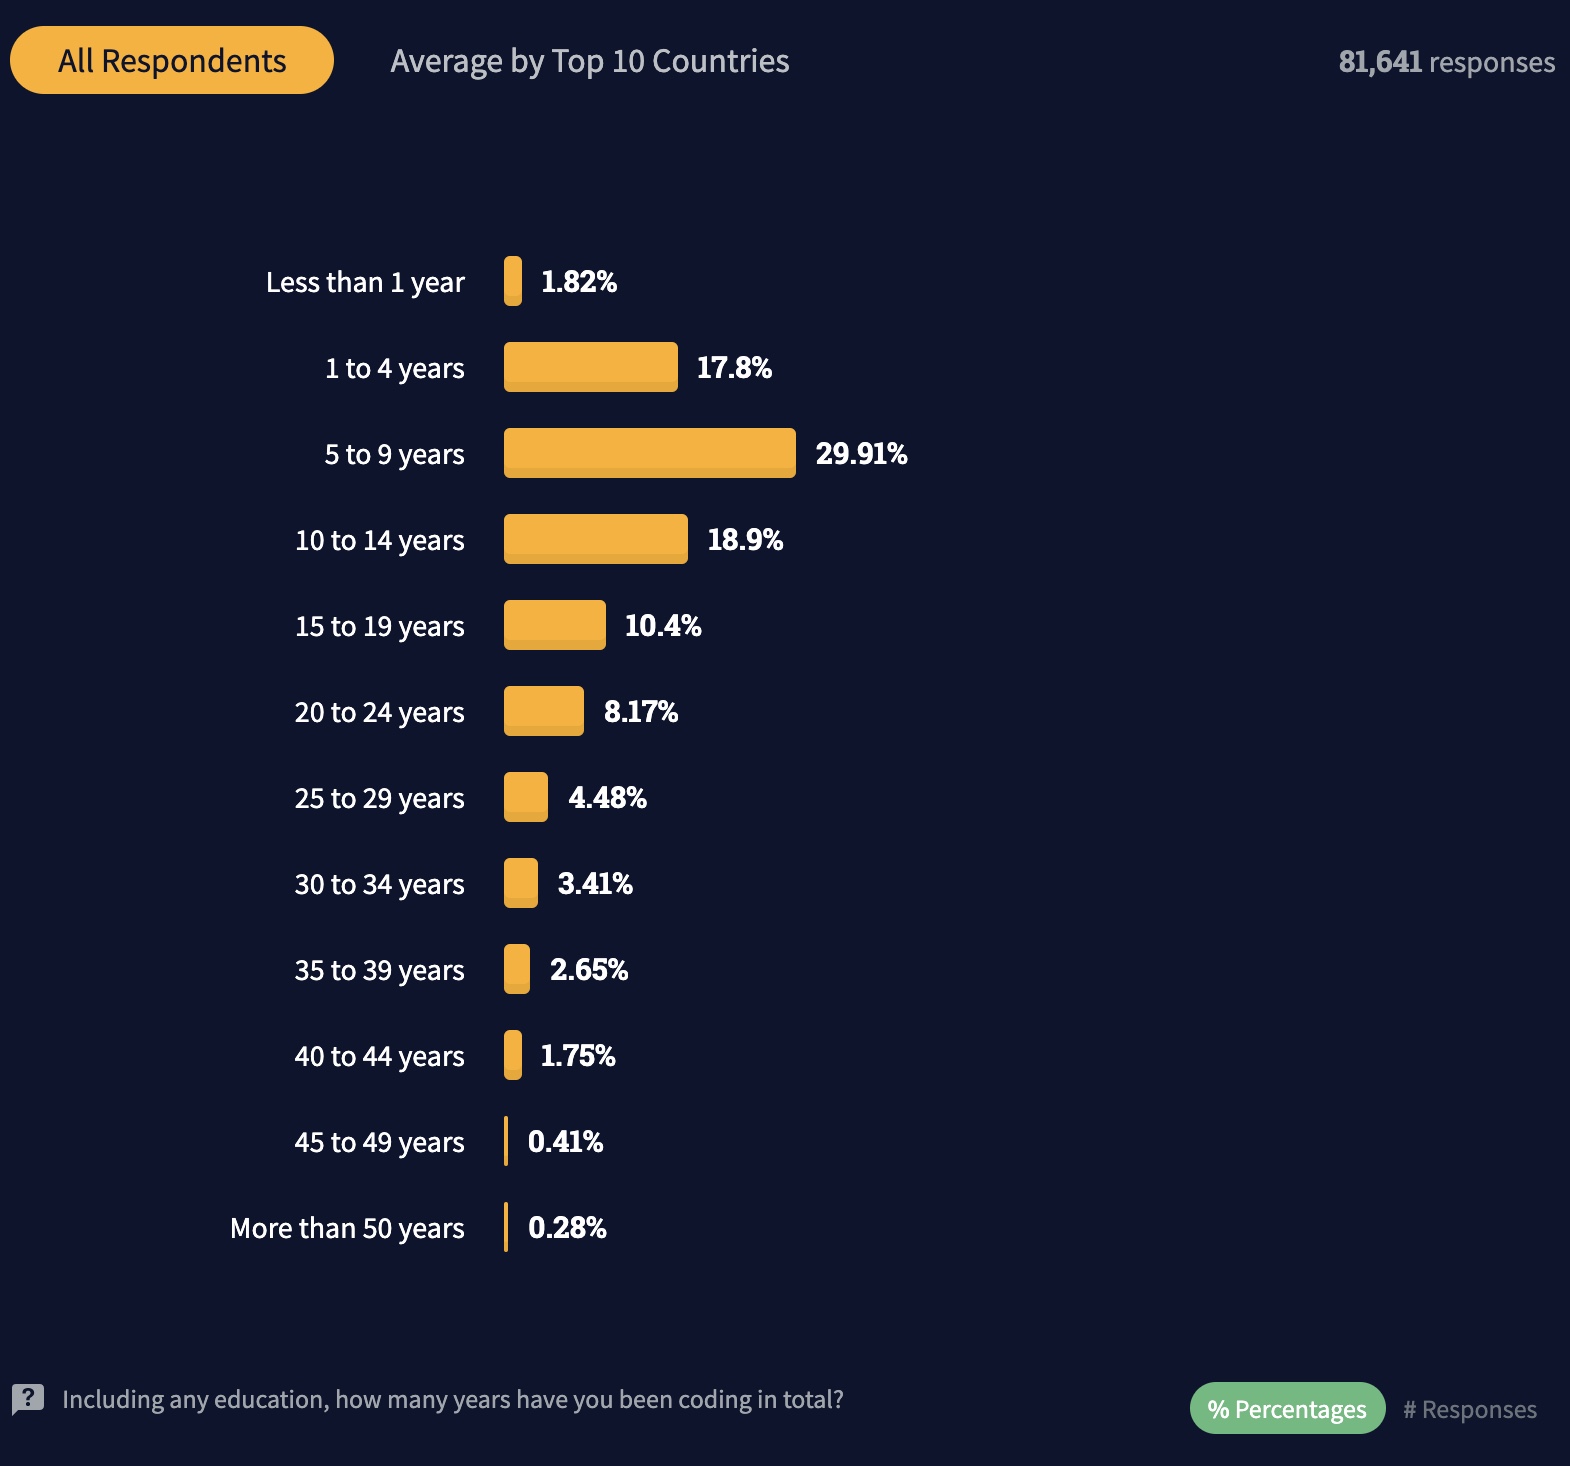 All Respondents
Average by Top 10 Countries
81,641 responses
Less than 1 year 1.82%
1 to 4 years 17.8%
5 to 9 years 29.91%
10 to 14 years 18.9%
15 to 19 years 10.4%
20 to 24 years 8.17%
25 to 29 years 4.48%
30 to 34 years 3.41%
35 to 39 years 2.65%
40 to 44 years 1.75%
45 to 49 years 0.41%
More than 50 years 0.28%
? Including any education, how many years have you been coding in total?
% Percentages
# Responses